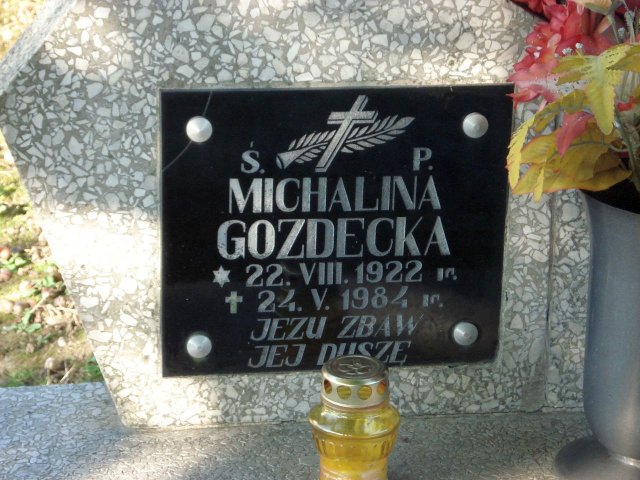 Ś. P.
MICHALINA
GOZDECKA
22. VIII. 1922 r.
24. V. 1984 r.
JEZU ZBAW
JEJ DUSZE